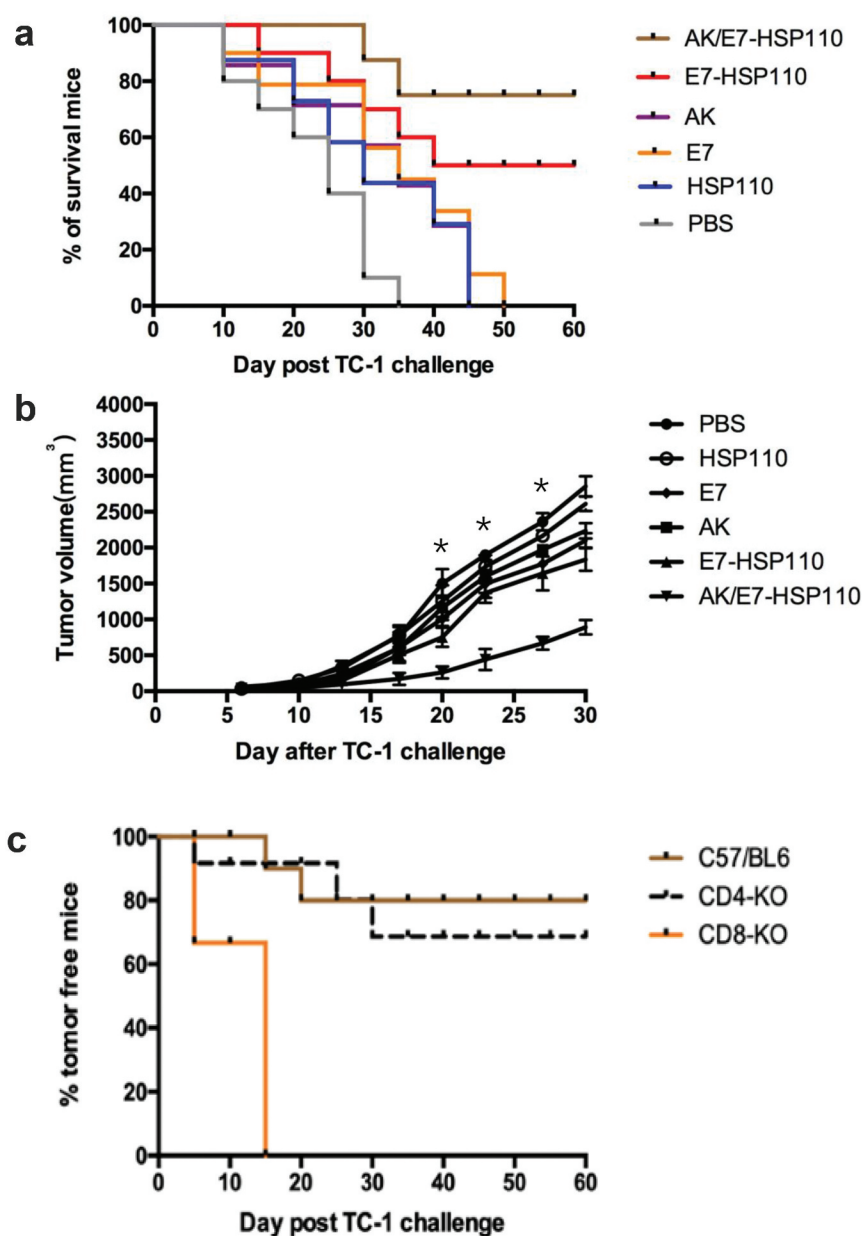 a
% of survival mice
100
80
60
40
20
0
0 10 20 30 40 50 60
Day post TC-1 challenge
AK/E7-HSP110
E7-HSP110
AK
E7
HSP110
PBS
b
Tumor volume(mm³)
4000
3500
3000
2500
2000
1500
1000
500
0
* * *
0 5 10 15 20 25 30
Day after TC-1 challenge
PBS
HSP110
E7
AK
E7-HSP110
AK/E7-HSP110
c
% tomor free mice
100
80
60
40
20
0
0 10 20 30 40 50 60
Day post TC-1 challenge
C57/BL6
CD4-KO
CD8-KO